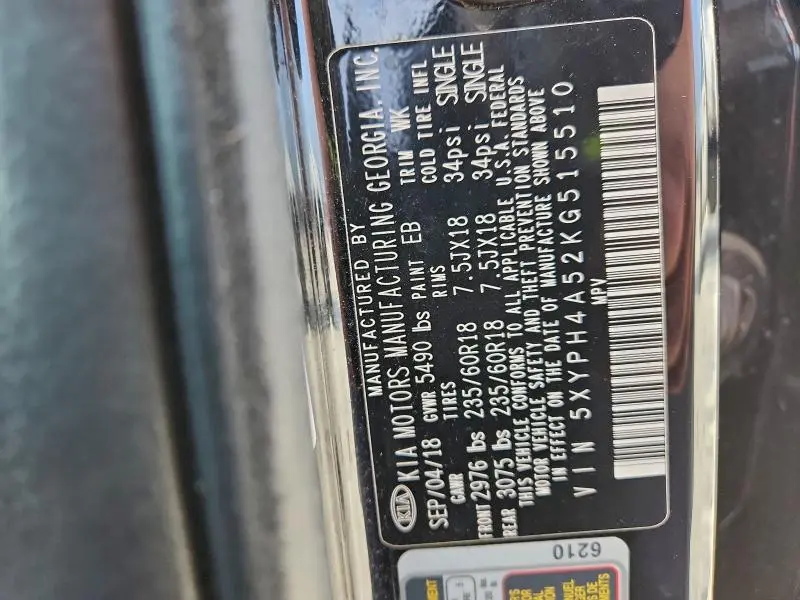 MANUFACTURED BY
KIA KIA MOTORS MANUFACTURING GEORGIA, INC.
SEP/04/18 GVWR 5490 lbs PAINT EB TRIM WK
GAWR TIRES RIMS COLD TIRE INFL
FRONT 2976 lbs 235/60R18 7.5JX18 34psi SINGLE
REAR 3075 lbs 235/60R18 7.5JX18 34psi SINGLE
THIS VEHICLE CONFORMS TO ALL APPLICABLE U.S.A. FEDERAL
MOTOR VEHICLE SAFETY AND THEFT PREVENTION STANDARDS
IN EFFECT ON THE DATE OF MANUFACTURE SHOWN ABOVE
VIN 5XYPH4A52KG515510
MPV
6210